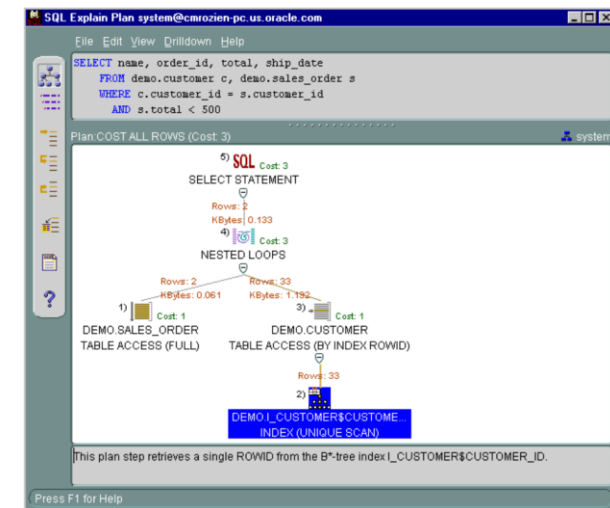 SQL Explain Plan system@cmrozien-pc.us.oracle.com
File Edit View Drilldown Help
SELECT name, order_id, total, ship_date
FROM demo.customer c, demo.sales_order s
WHERE c.customer_id = s.customer_id
AND s.total < 500
Plan:COST ALL ROWS (Cost: 3)
system
5) SQL Cost: 3
SELECT STATEMENT
Rows: 2
KBytes: 0.133
4) Cost: 3
NESTED LOOPS
Rows: 2 Rows: 33
KBytes: 0.061 KBytes: 1.192
1) Cost: 1 3) Cost: 1
DEMO.SALES_ORDER DEMO.CUSTOMER
TABLE ACCESS (FULL) TABLE ACCESS (BY INDEX ROWID)
Rows: 33
2)
DEMO.I_CUSTOMER$CUSTOME...
INDEX (UNIQUE SCAN)
This plan step retrieves a single ROWID from the B*-tree index I_CUSTOMER$CUSTOMER_ID.
Press F1 for Help